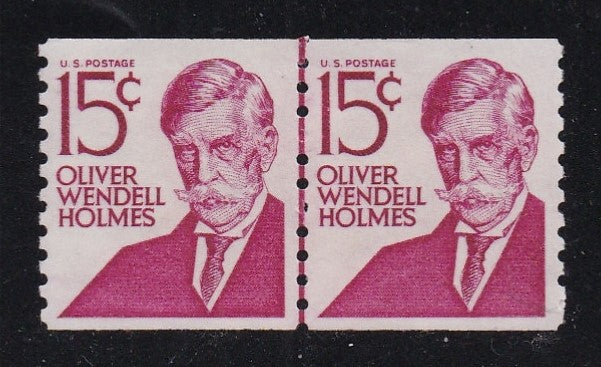 U.S. POSTAGE
15¢
OLIVER
WENDELL
HOLMES
U.S. POSTAGE
15¢
OLIVER
WENDELL
HOLMES